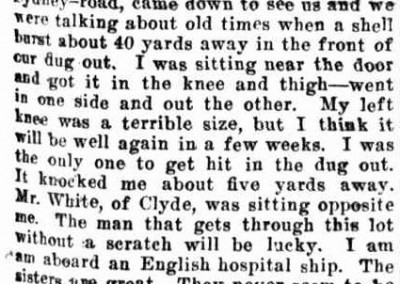 Sydney-road, came down to see us and we
were talking about old times when a shell
burst about 40 yards away in the front of
our dug out. I was sitting near the door
and got it in the knee and thigh—went
in one side and out the other. My left
knee was a terrible size, but I think it
will be well again in a few weeks. I was
the only one to get hit in the dug out.
It knocked me about five yards away.
Mr. White, of Clyde, was sitting opposite
me. The man that gets through this lot
without a scratch will be lucky. I am
am aboard an English hospital ship. The
sisters are great. They never seem to be